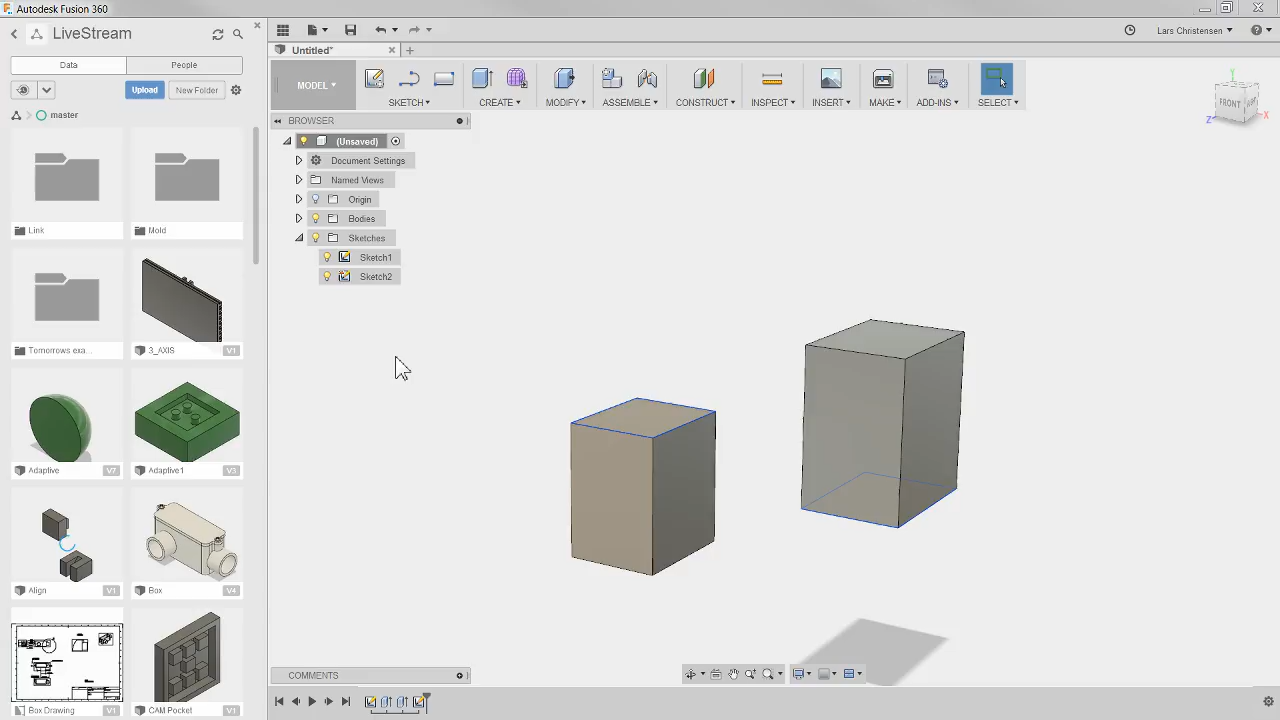 Autodesk Fusion 360
LiveStream
Lars Christensen
Data
People
Untitled*
Upload
New Folder
MODEL
SKETCH
CREATE
MODIFY
ASSEMBLE
CONSTRUCT
INSPECT
INSERT
MAKE
ADD-INS
SELECT
FRONT
Z
Y
X
master
BROWSER
(Unsaved)
Document Settings
Named Views
Origin
Bodies
Sketches
Sketch1
Sketch2
Link
Mold
Tomorrows exa...
3_AXIS
V1
Adaptive
V7
Adaptive1
V3
Align
V1
Box
V4
Box Drawing
V1
CAM Pocket
V1
COMMENTS